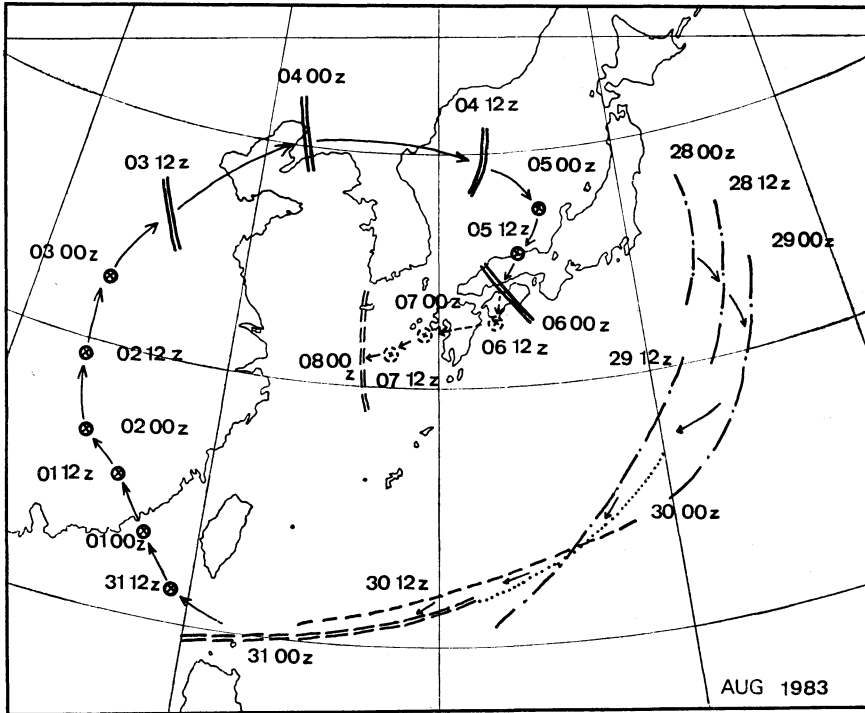 04 00 z
04 12 z
03 12 z
05 00 z
28 00 z
28 12 z
05 12 z
29 00 z
03 00 z
07 00 z
06 00 z
06 12 z
02 12 z
08 00
z
07 12 z
29 12 z
02 00 z
01 12 z
30 00 z
01 00 z
31 12 z
30 12 z
31 00 z
AUG 1983